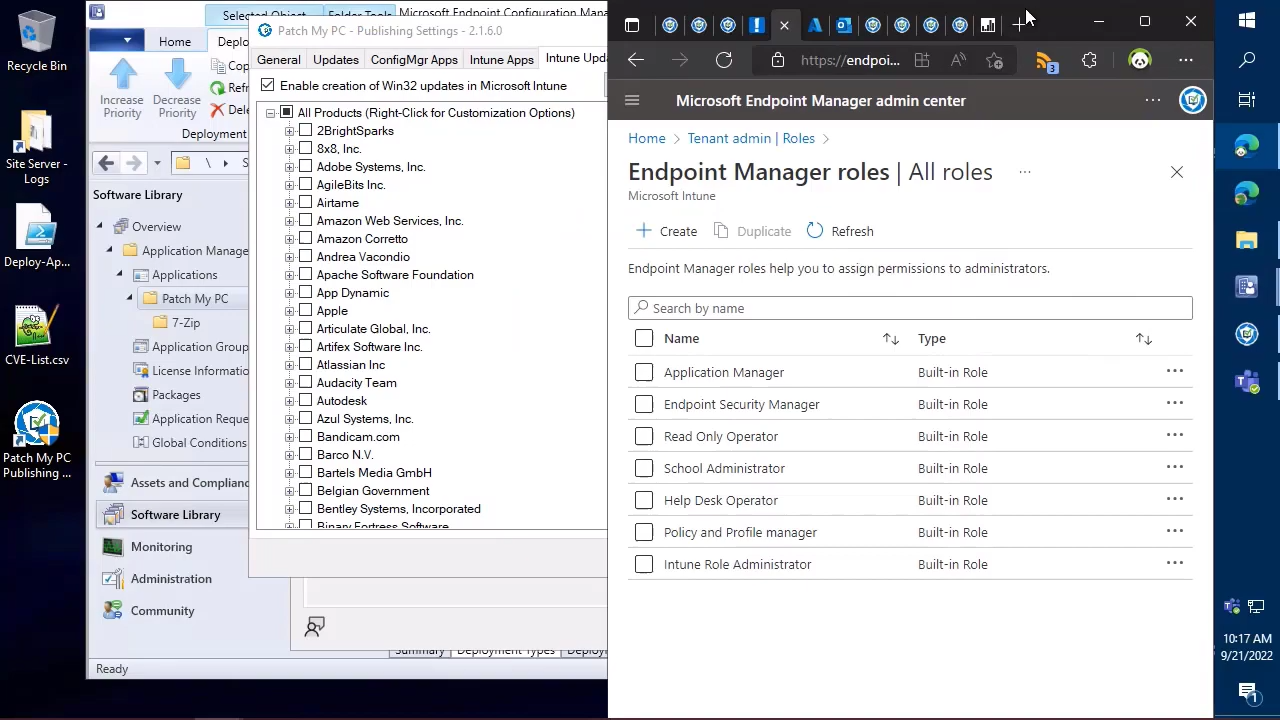 Recycle Bin
Site Server -
Logs
Deploy-Ap...
CVE-List.csv
Patch My PC
Publishing ...
Selected Object
Folder Tools
Microsoft Endpoint Configuration Mana
Home
Deplo
Increase
Priority
Decrease
Priority
Cop
Refr
Dele
Deployment
\
S
Software Library
Overview
Application Manage
Applications
Patch My PC
7-Zip
Application Group
License Informatio
Packages
Application Reque
Global Conditions
Assets and Complianc
Software Library
Monitoring
Administration
Community
Ready
Patch My PC - Publishing Settings - 2.1.6.0
General
Updates
ConfigMgr Apps
Intune Apps
Intune Upda
Enable creation of Win32 updates in Microsoft Intune
All Products (Right-Click for Customization Options)
2BrightSparks
8x8, Inc.
Adobe Systems, Inc.
AgileBits Inc.
Airtame
Amazon Web Services, Inc.
Amazon Corretto
Andrea Vacondio
Apache Software Foundation
App Dynamic
Apple
Articulate Global, Inc.
Artifex Software Inc.
Atlassian Inc
Audacity Team
Autodesk
Azul Systems, Inc.
Bandicam.com
Barco N.V.
Bartels Media GmbH
Belgian Government
Bentley Systems, Incorporated
Binary Fortress Software
Summary
Deployment Types
Deploy
https://endpoi...
3
Microsoft Endpoint Manager admin center
Home > Tenant admin | Roles >
Endpoint Manager roles | All roles
Microsoft Intune
Create
Duplicate
Refresh
Endpoint Manager roles help you to assign permissions to administrators.
Search by name
Name
Type
Application Manager
Built-in Role
Endpoint Security Manager
Built-in Role
Read Only Operator
Built-in Role
School Administrator
Built-in Role
Help Desk Operator
Built-in Role
Policy and Profile manager
Built-in Role
Intune Role Administrator
Built-in Role
10:17 AM
9/21/2022
1